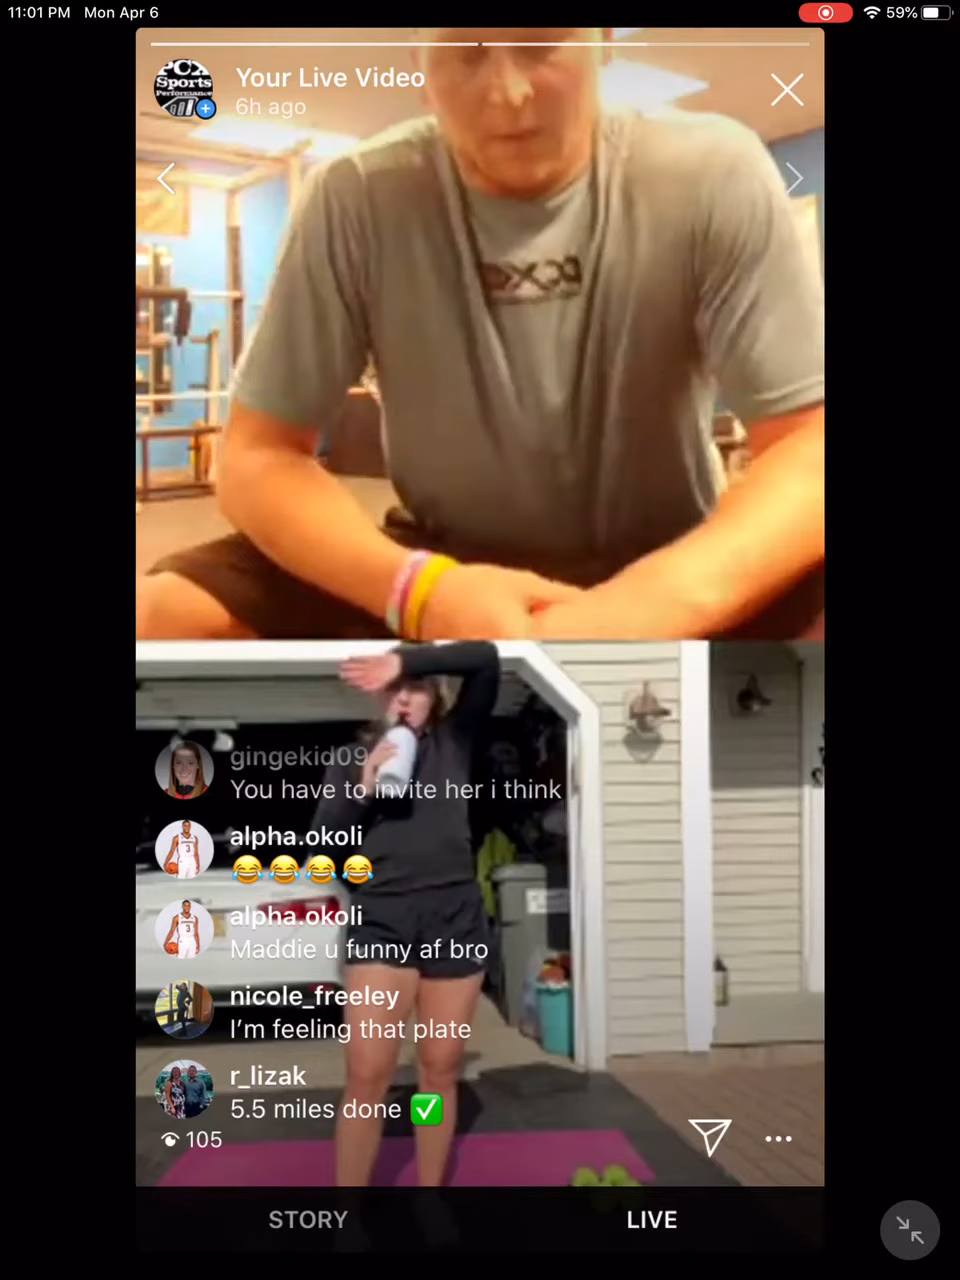 11:01 PM Mon Apr 6
59%
PCX
Sports
Performance
Your Live Video
6h ago
gingekid09
You have to invite her i think
alpha.okoli
😂😂😂😂
alpha.okoli
Maddie u funny af bro
nicole_freeley
I'm feeling that plate
r_lizak
5.5 miles done ✅
105
STORY LIVE